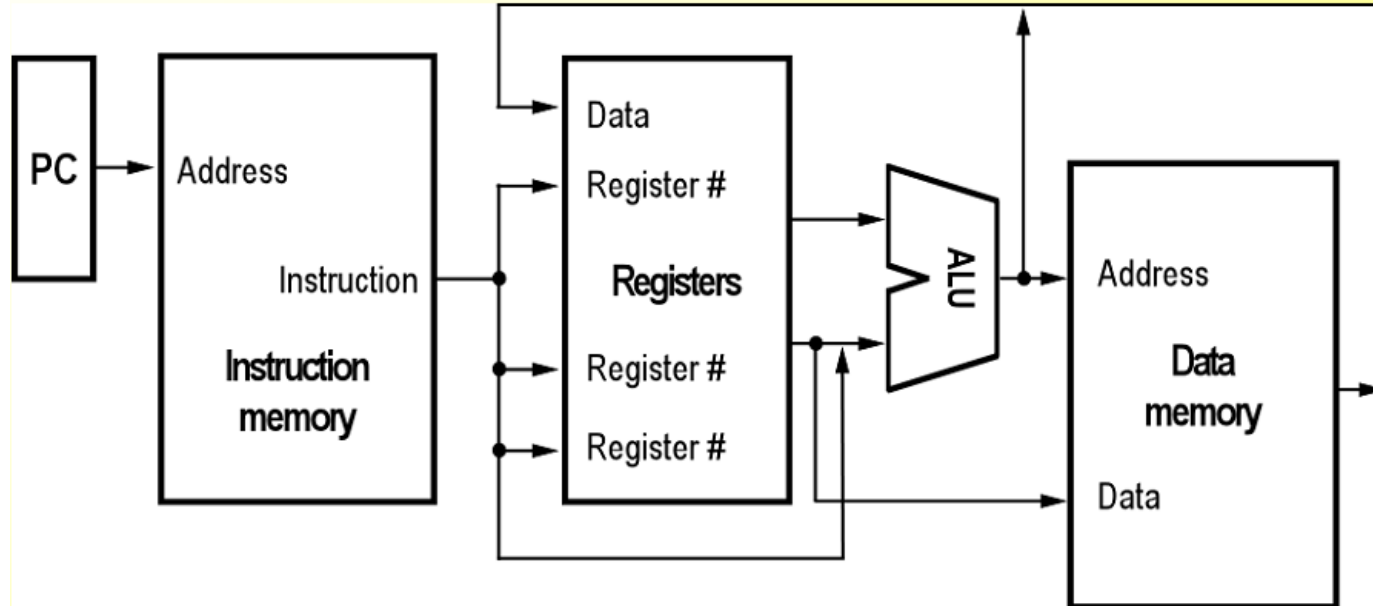 PC
Address
Instruction
Instruction
memory
Data
Register #
Registers
Register #
Register #
ALU
Address
Data
memory
Data